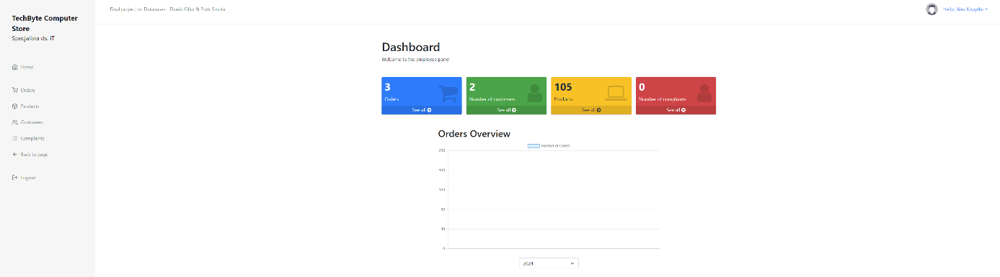 TechByte Computer
Store
Specjalista ds. IT
Home
Orders
Products
Customers
Complaints
Back to page
Logout
Final project on Databases - Dawid Olko & Piotr Smoła
Hello, Alex Kopytko
Dashboard
Welcome to the employee panel
3
Orders
See all
2
Number of customers
See all
105
Products
See all
0
Number of complaints
See all
Orders Overview
Number of Orders
200
160
120
80
40
0
2024